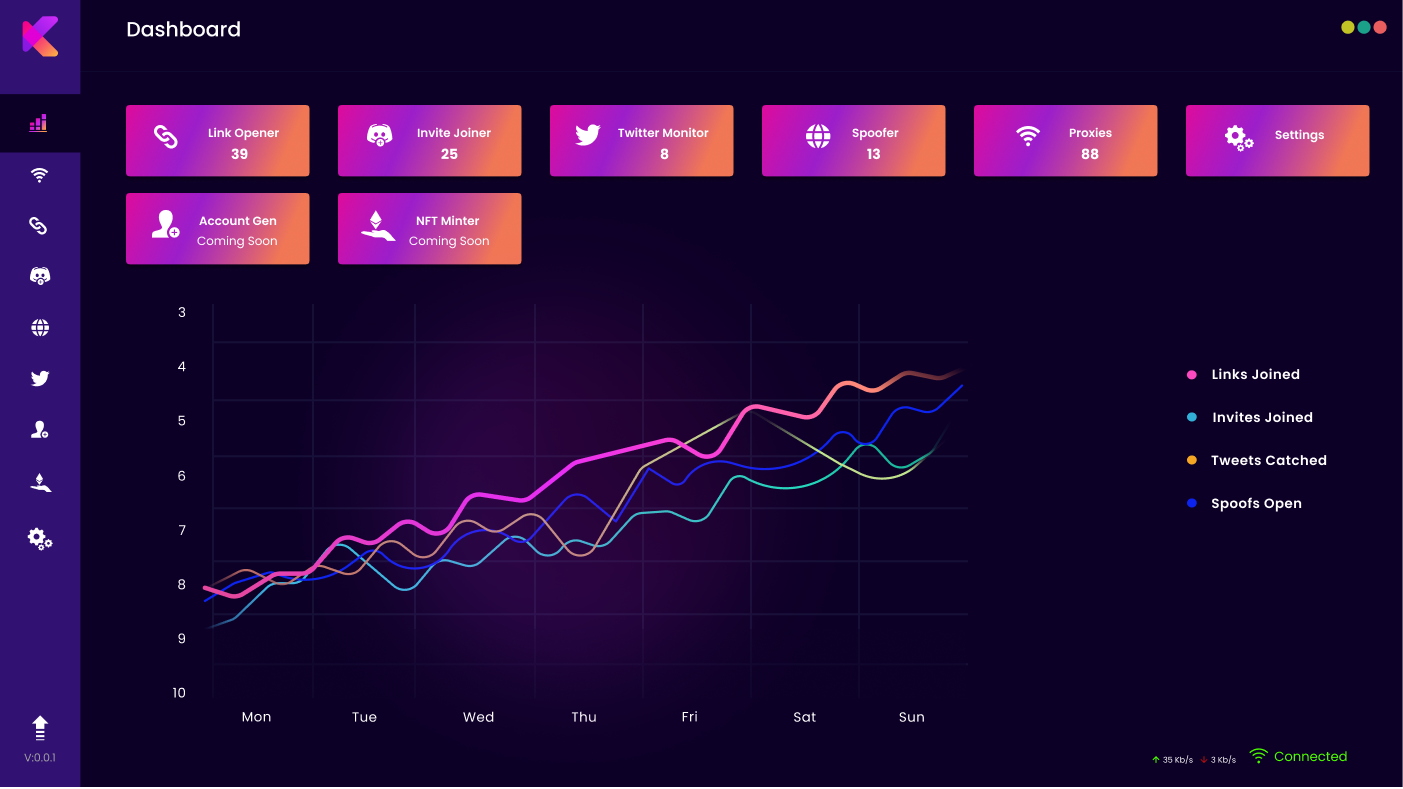 Dashboard
Link Opener
39
Invite Joiner
25
Twitter Monitor
8
Spoofer
13
Proxies
88
Settings
Account Gen
Coming Soon
NFT Minter
Coming Soon
3
4
5
6
7
8
9
10
Mon Tue Wed Thu Fri Sat Sun
Links Joined
Invites Joined
Tweets Catched
Spoofs Open
V:0.0.1
35 Kb/s 3 Kb/s Connected